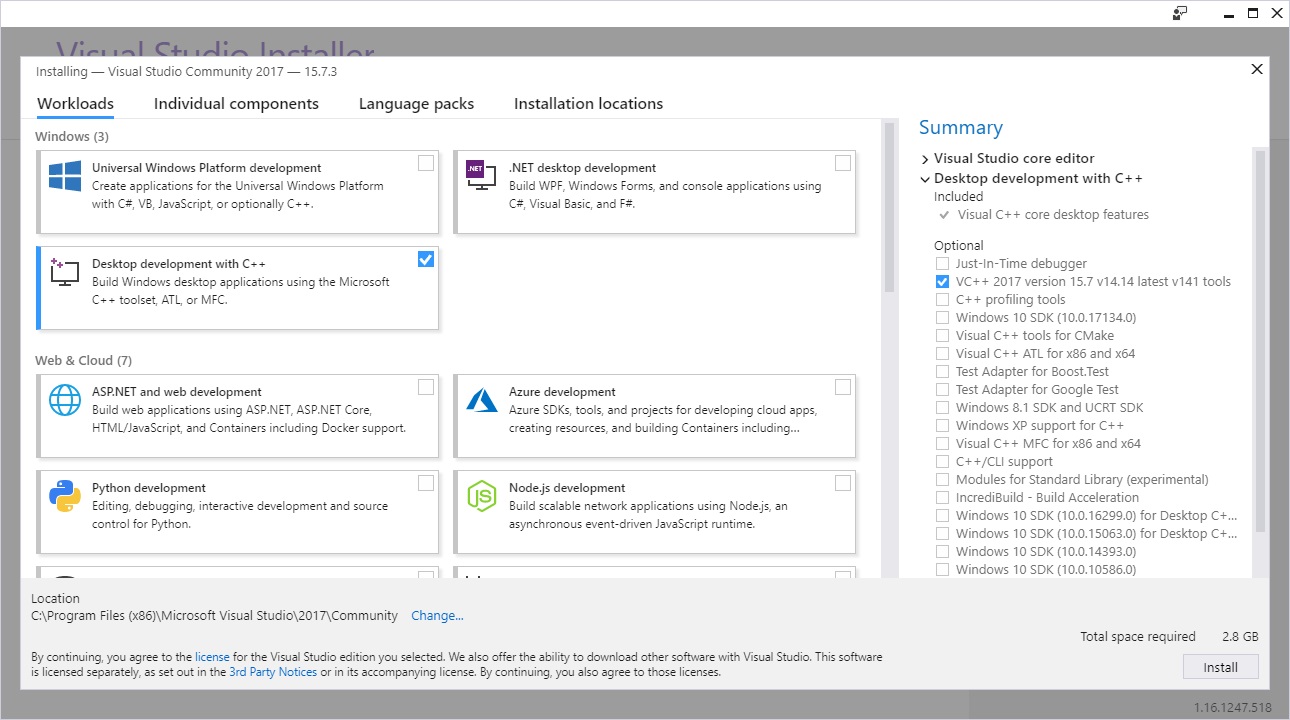 Visual Studio Installer
Installing — Visual Studio Community 2017 — 15.7.3
Workloads
Individual components
Language packs
Installation locations
Windows (3)
Universal Windows Platform development
Create applications for the Universal Windows Platform
with C#, VB, JavaScript, or optionally C++.
.NET
.NET desktop development
Build WPF, Windows Forms, and console applications using
C#, Visual Basic, and F#.
Desktop development with C++
Build Windows desktop applications using the Microsoft
C++ toolset, ATL, or MFC.
Web & Cloud (7)
ASP.NET and web development
Build web applications using ASP.NET, ASP.NET Core,
HTML/JavaScript, and Containers including Docker support.
Azure development
Azure SDKs, tools, and projects for developing cloud apps,
creating resources, and building Containers including...
Python development
Editing, debugging, interactive development and source
control for Python.
JS
Node.js development
Build scalable network applications using Node.js, an
asynchronous event-driven JavaScript runtime.
Summary
Visual Studio core editor
Desktop development with C++
Included
Visual C++ core desktop features
Optional
Just-In-Time debugger
VC++ 2017 version 15.7 v14.14 latest v141 tools
C++ profiling tools
Windows 10 SDK (10.0.17134.0)
Visual C++ tools for CMake
Visual C++ ATL for x86 and x64
Test Adapter for Boost.Test
Test Adapter for Google Test
Windows 8.1 SDK and UCRT SDK
Windows XP support for C++
Visual C++ MFC for x86 and x64
C++/CLI support
Modules for Standard Library (experimental)
IncrediBuild - Build Acceleration
Windows 10 SDK (10.0.16299.0) for Desktop C+...
Windows 10 SDK (10.0.15063.0) for Desktop C+...
Windows 10 SDK (10.0.14393.0)
Windows 10 SDK (10.0.10586.0)
Location
C:\Program Files (x86)\Microsoft Visual Studio\2017\Community Change...
Total space required 2.8 GB
By continuing, you agree to the license for the Visual Studio edition you selected. We also offer the ability to download other software with Visual Studio. This software
is licensed separately, as set out in the 3rd Party Notices or in its accompanying license. By continuing, you also agree to those licenses.
Install
1.16.1247.518